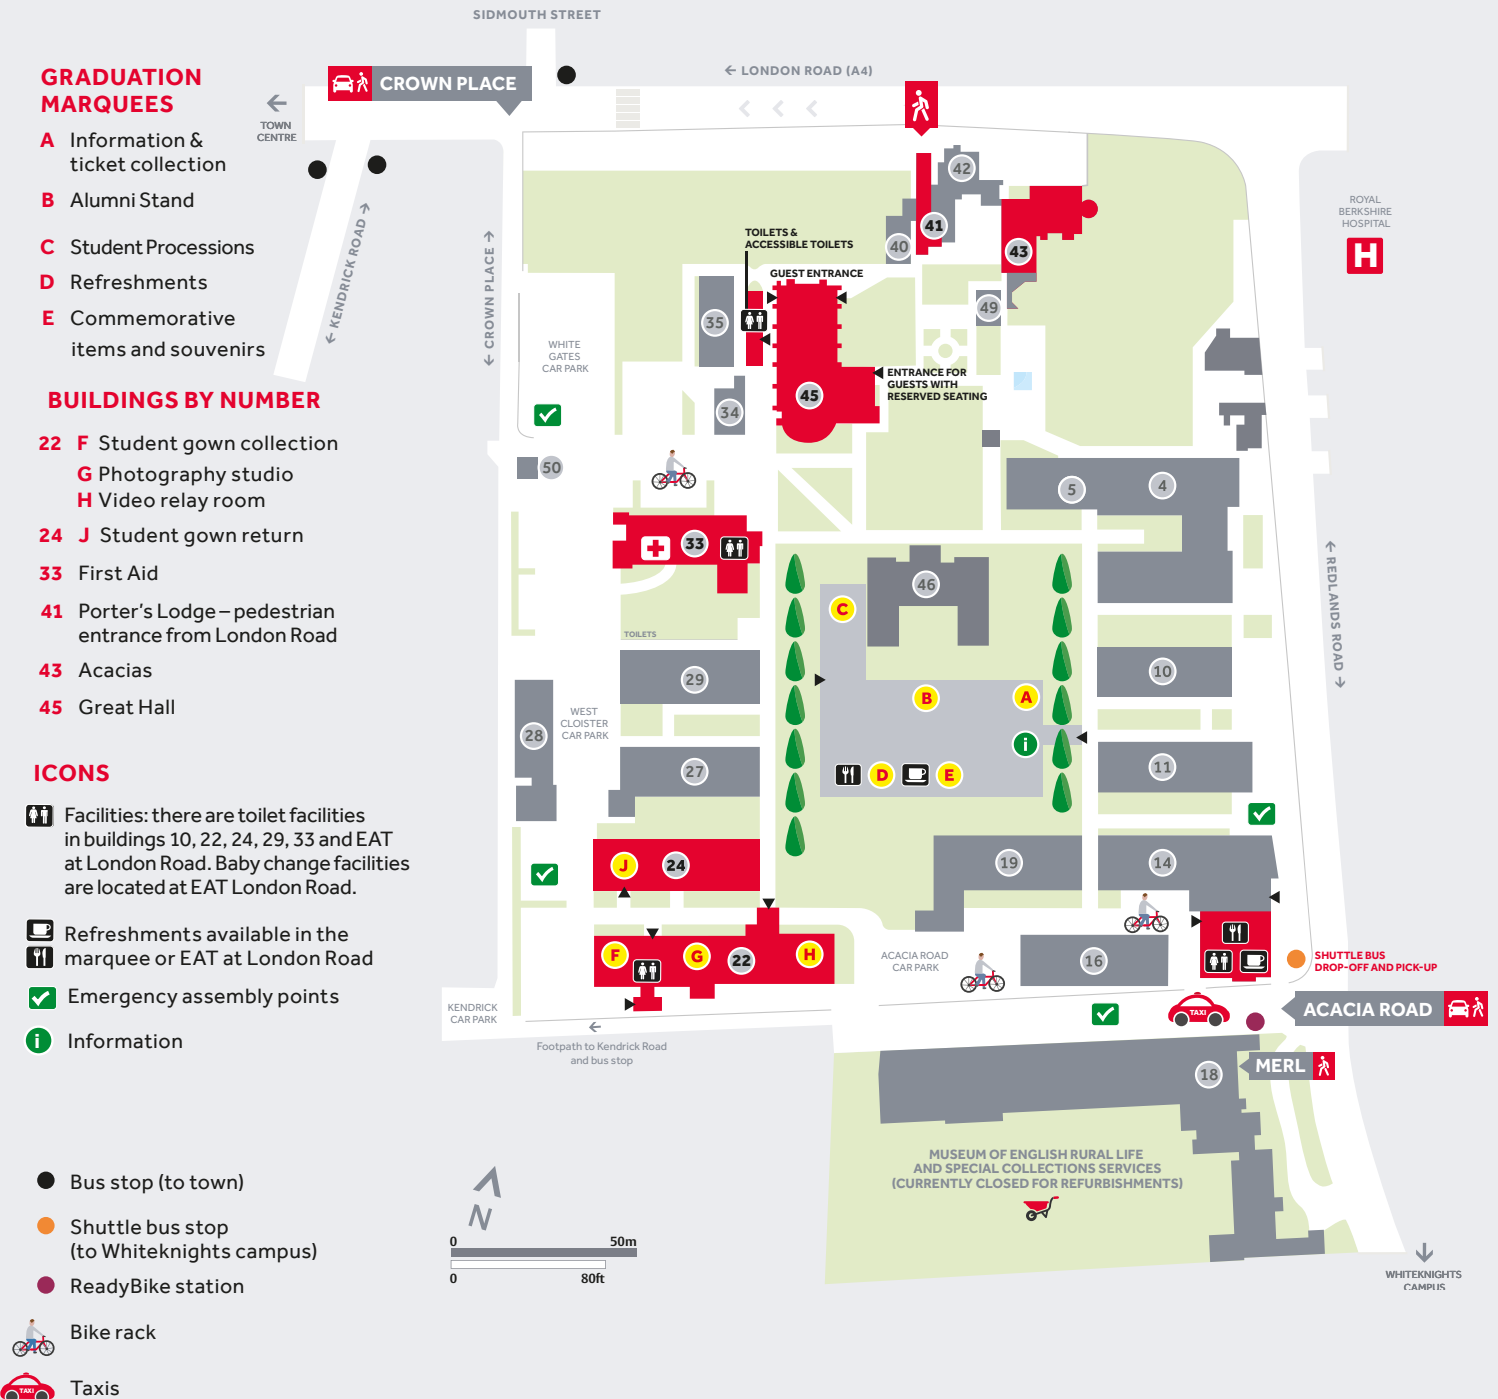 SIDMOUTH STREET
GRADUATION
MARQUEES
A Information &
ticket collection
B Alumni Stand
C Student Processions
D Refreshments
E Commemorative
items and souvenirs
BUILDINGS BY NUMBER
22 F Student gown collection
G Photography studio
H Video relay room
24 J Student gown return
33 First Aid
41 Porter's Lodge – pedestrian
entrance from London Road
43 Acacias
45 Great Hall
ICONS
Facilities: there are toilet facilities
in buildings 10, 22, 24, 29, 33 and EAT
at London Road. Baby change facilities
are located at EAT London Road.
Refreshments available in the
marquee or EAT at London Road
Emergency assembly points
i Information
Bus stop (to town)
Shuttle bus stop
(to Whiteknights campus)
ReadyBike station
Bike rack
TAXI Taxis
CROWN PLACE
← LONDON ROAD (A4)
←
TOWN
CENTRE
← KENDRICK ROAD →
← CROWN PLACE →
ROYAL
BERKSHIRE
HOSPITAL
H
42
41
40
43
TOILETS &
ACCESSIBLE TOILETS
GUEST ENTRANCE
49
35
WHITE
GATES
CAR PARK
ENTRANCE FOR
GUESTS WITH
RESERVED SEATING
45
34
50
5
4
33
46
C
← REDLANDS ROAD →
TOILETS
29
10
B
A
28
WEST
CLOISTER
CAR PARK
i
27
D
E
11
J
24
19
14
F
G
22
H
ACACIA ROAD
CAR PARK
16
SHUTTLE BUS
DROP-OFF AND PICK-UP
KENDRICK
CAR PARK
←
Footpath to Kendrick Road
and bus stop
TAXI
ACACIA ROAD
18
MERL
MUSEUM OF ENGLISH RURAL LIFE
AND SPECIAL COLLECTIONS SERVICES
(CURRENTLY CLOSED FOR REFURBISHMENTS)
N
0 50m
0 80ft
WHITEKNIGHTS
CAMPUS